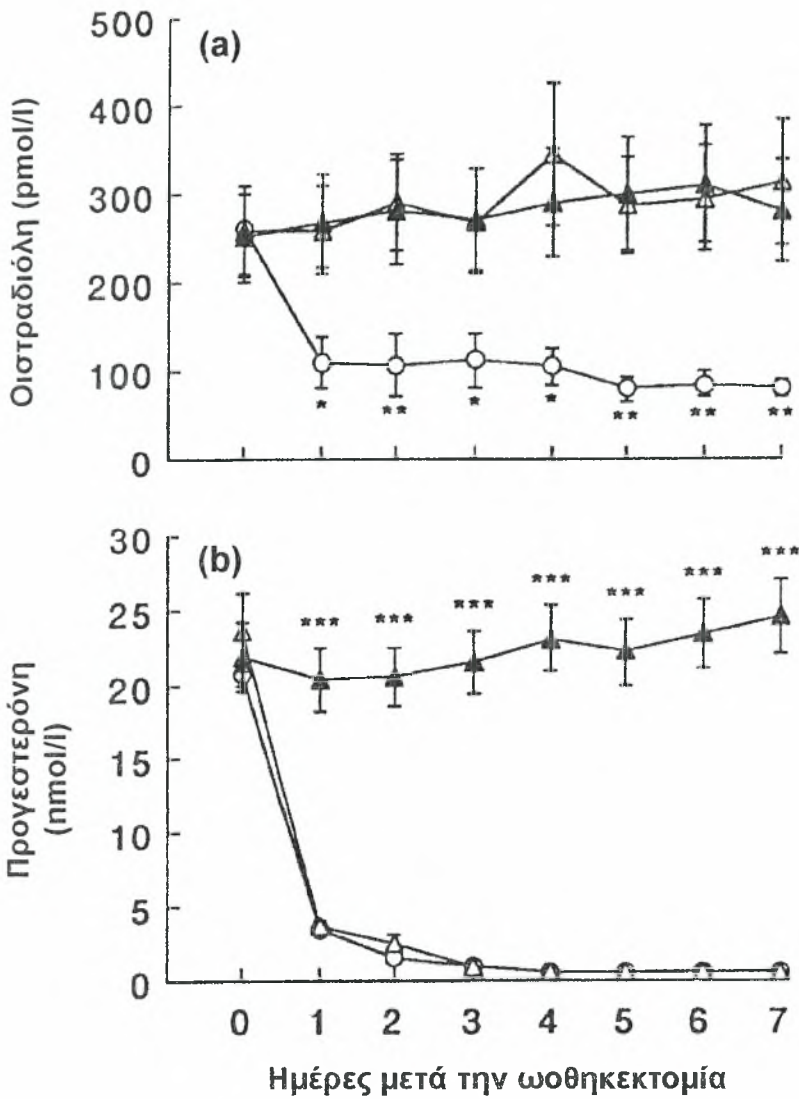 (a)
Οιστραδιόλη (pmol/l)
500
400
300
200
100
0
* ** * * ** ** **
(b)
Προγεστερόνη
(nmol/l)
30
25
20
15
10
5
0
*** *** *** *** *** *** ***
0 1 2 3 4 5 6 7
Ημέρες μετά την ωοθηκεκτομία